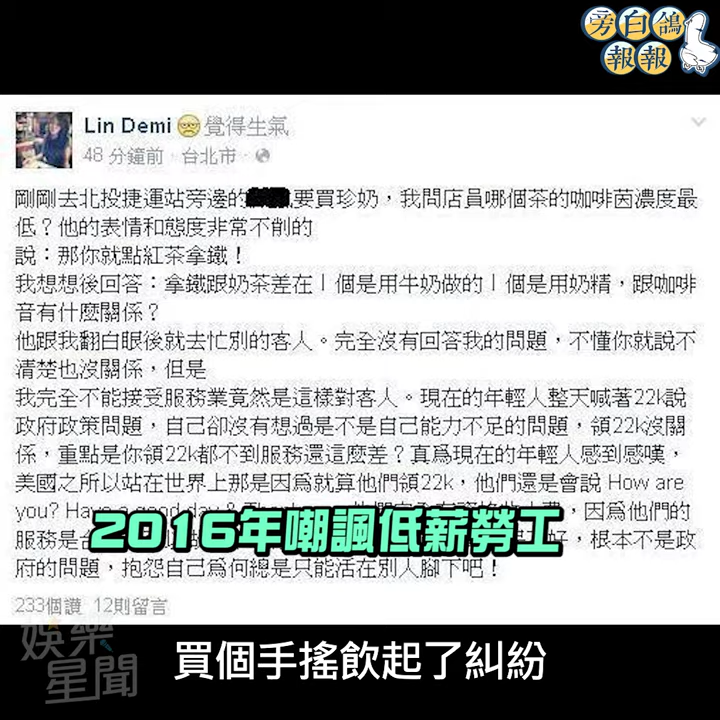 旁白鴿
報報
Lin Demi 覺得生氣
48 分鐘前 · 台北市 ·
剛剛去北投捷運站旁邊的 要買珍奶，我問店員哪個茶的咖啡茵濃度最
低？他的表情和態度非常不削的
說：那你就點紅茶拿鐵！
我想想後回答：拿鐵跟奶茶差在1個是用牛奶做的1個是用奶精，跟咖啡
音有什麼關係？
他跟我翻白眼後就去忙別的客人。完全沒有回答我的問題，不懂你就說不
清楚也沒關係，但是
我完全不能接受服務業竟然是這樣對客人。現在的年輕人整天喊著22k說
政府政策問題，自己卻沒有想過是不是自己能力不足的問題，領22k沒關
係，重點是你領22k都不到服務還這麼差？真為現在的年輕人感到感嘆，
美國之所以站在世界上那是因為就算他們領22k，他們還是會說 How are
you? Have a good day & 因為他們的
服務是 好，根本不是政
2016年嘲諷低薪勞工
府的問題，抱怨自己為何總是只能活在別人腳下吧！
233個讚 12則留言
娛樂
星聞
買個手搖飲起了糾紛